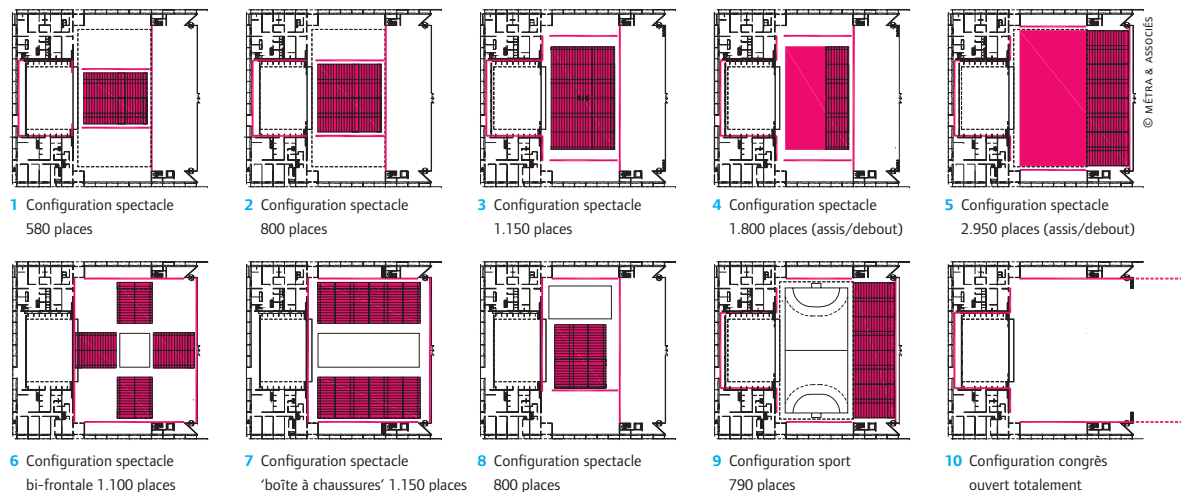 © MÉTRA & ASSOCIÉS
1 Configuration spectacle
580 places
2 Configuration spectacle
800 places
3 Configuration spectacle
1.150 places
4 Configuration spectacle
1.800 places (assis/debout)
5 Configuration spectacle
2.950 places (assis/debout)
6 Configuration spectacle
bi-frontale 1.100 places
7 Configuration spectacle
‘boîte à chaussures’ 1.150 places
8 Configuration spectacle
800 places
9 Configuration sport
790 places
10 Configuration congrès
ouvert totalement